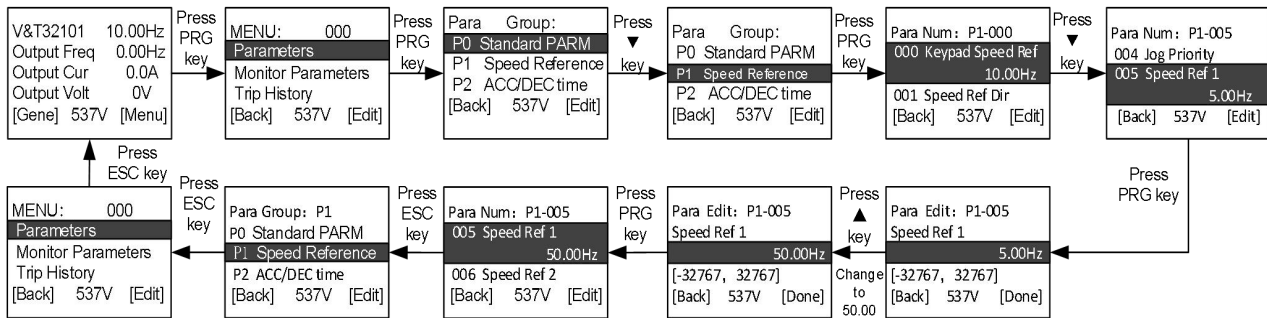 V&T32101 10.00Hz
Output Freq 0.00Hz
Output Cur 0.0A
Output Volt 0V
[Gene] 537V [Menu]
Press
PRG
key
MENU: 000
Parameters
Monitor Parameters
Trip History
[Back] 537V [Edit]
Press
PRG
key
Para Group:
P0 Standard PARM
P1 Speed Reference
P2 ACC/DEC time
[Back] 537V [Edit]
Press
▼
key
Para Group:
P0 Standard PARM
P1 Speed Reference
P2 ACC/DEC time
[Back] 537V [Edit]
Press
PRG
key
Para Num: P1-000
000 Keypad Speed Ref
10.00Hz
001 Speed Ref Dir
[Back] 537V [Edit]
Press
▼
key
Para Num: P1-005
004 Jog Priority
005 Speed Ref 1
5.00Hz
[Back] 537V [Edit]
Press
PRG key
Para Edit: P1-005
Speed Ref 1
5.00Hz
[-32767, 32767]
[Back] 537V [Done]
Press
▲
key
Change
to
50.00
Para Edit: P1-005
Speed Ref 1
50.00Hz
[-32767, 32767]
[Back] 537V [Done]
Press
PRG
key
Para Num: P1-005
005 Speed Ref 1
50.00Hz
006 Speed Ref 2
[Back] 537V [Edit]
Press
ESC
key
Para Group: P1
P0 Standard PARM
P1 Speed Reference
P2 ACC/DEC time
[Back] 537V [Edit]
Press
ESC
key
MENU: 000
Parameters
Monitor Parameters
Trip History
[Back] 537V [Edit]
Press
ESC key